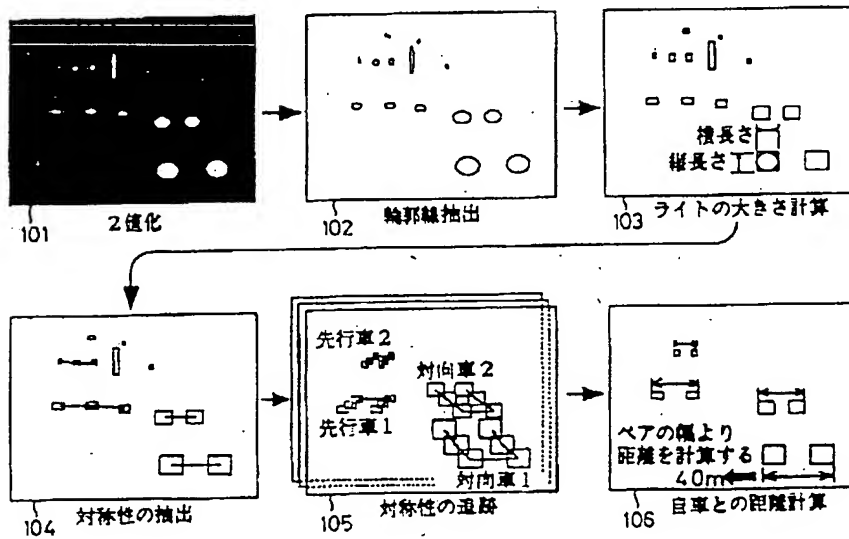 101
2値化
102
輪郭線抽出
横長さ
縦長さ
103
ライトの大きさ計算
104
対称性の抽出
先行車2
対向車2
先行車1
対向車1
105
対称性の追跡
ペアの幅より
距離を計算する
40m
106
自車との距離計算